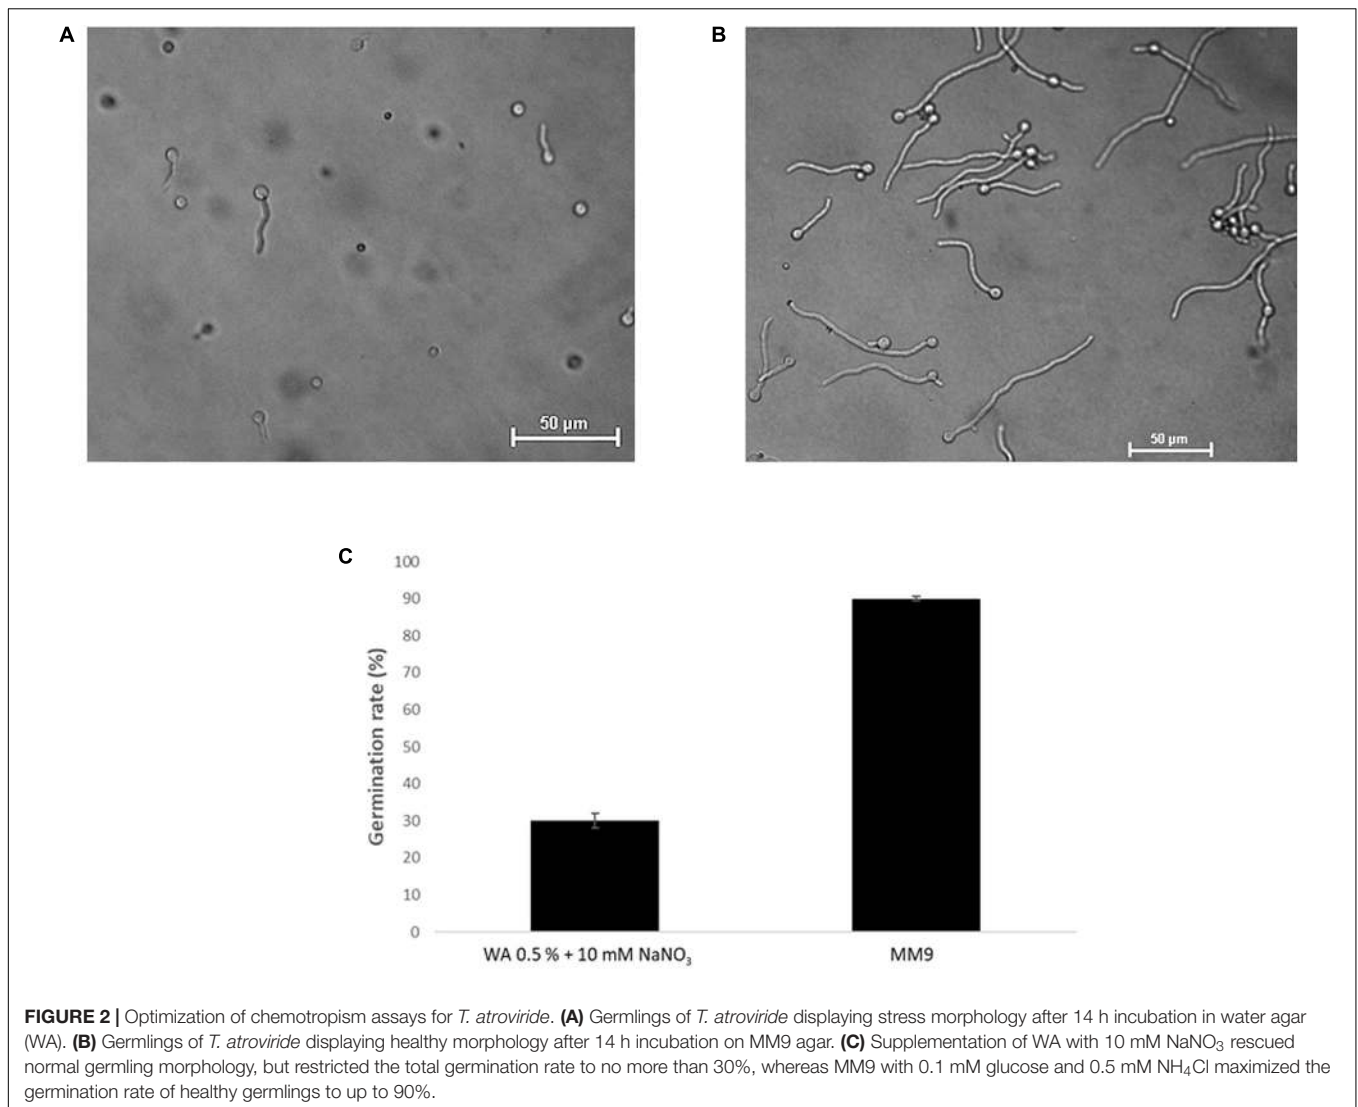 A
B
50 µm
50 µm
C
100
90
80
70
60
50
40
30
20
10
0
Germination rate (%)
WA 0.5 % + 10 mM NaNO₃
MM9
FIGURE 2 | Optimization of chemotropism assays for T. atroviride. (A) Germlings of T. atroviride displaying stress morphology after 14 h incubation in water agar
(WA). (B) Germlings of T. atroviride displaying healthy morphology after 14 h incubation on MM9 agar. (C) Supplementation of WA with 10 mM NaNO₃ rescued
normal germling morphology, but restricted the total germination rate to no more than 30%, whereas MM9 with 0.1 mM glucose and 0.5 mM NH₄Cl maximized the
germination rate of healthy germlings to up to 90%.